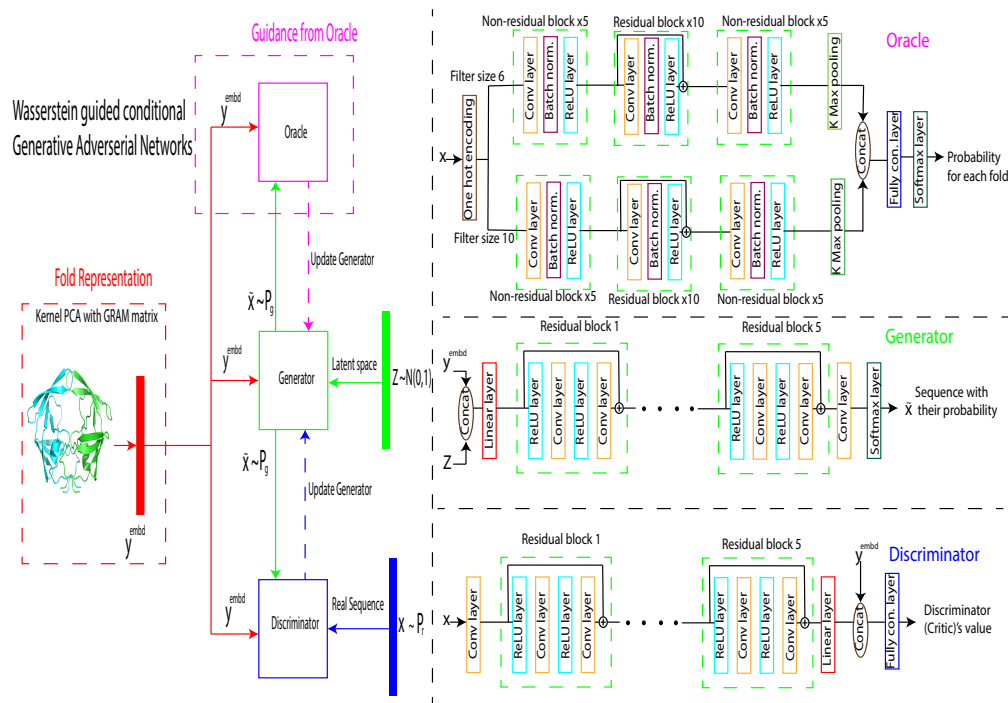 Wasserstein guided conditional
Generative Adverserial Networks
Guidance from Oracle
y^embd
Oracle
Update Generator
x̃~P_g
Fold Representation
Kernel PCA with GRAM matrix
y^embd
y^embd
Generator
Latent space
Z~N(0,1)
x̃~P_g
Update Generator
y^embd
Discriminator
Real Sequence
X ~ P_r
Oracle
Non-residual block x5
Residual block x10
Non-residual block x5
Filter size 6
Conv layer
Batch norm.
ReLU layer
Conv layer
Batch norm.
ReLU layer
Conv layer
Batch norm.
ReLU layer
K Max pooling
X
One hot encoding
Concat
Fully con. layer
Softmax layer
Probability
for each fold
Filter size 10
Conv layer
Batch norm.
ReLU layer
Conv layer
Batch norm.
ReLU layer
Conv layer
Batch norm.
ReLU layer
K Max pooling
Non-residual block x5
Residual block x10
Non-residual block x5
Generator
Residual block 1
Residual block 5
y^embd
Concat
Z
Linear layer
ReLU layer
Conv layer
ReLU layer
Conv layer
. . . .
ReLU layer
Conv layer
ReLU layer
Conv layer
Conv layer
Softmax layer
x̃
Sequence with
their probability
Discriminator
Residual block 1
Residual block 5
y^embd
X
Conv layer
ReLU layer
Conv layer
ReLU layer
Conv layer
. . . .
ReLU layer
Conv layer
ReLU layer
Conv layer
Linear layer
Concat
Fully con. layer
Discriminator
(Critic)'s value